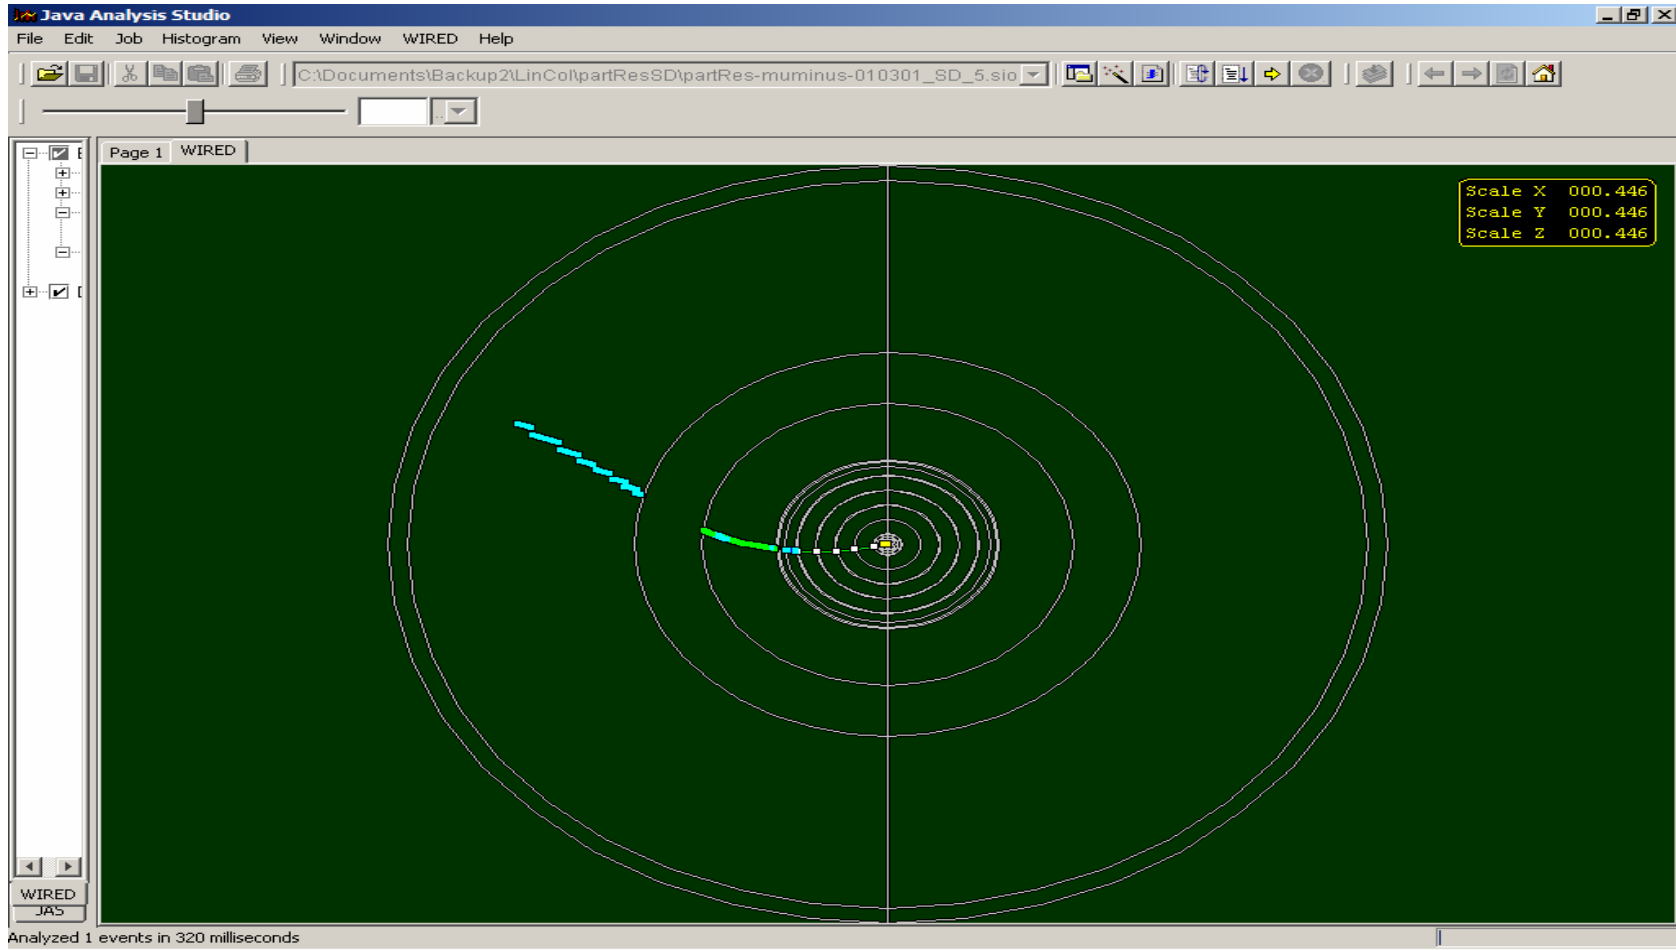 Java Analysis Studio
File Edit Job Histogram View Window WIRED Help
C:\Documents\Backup2\LinCol\partResSD\partRes-muminus-010301_SD_5.sio
Page 1 WIRED
Scale X 000.446
Scale Y 000.446
Scale Z 000.446
WIRED
JAS
Analyzed 1 events in 320 milliseconds